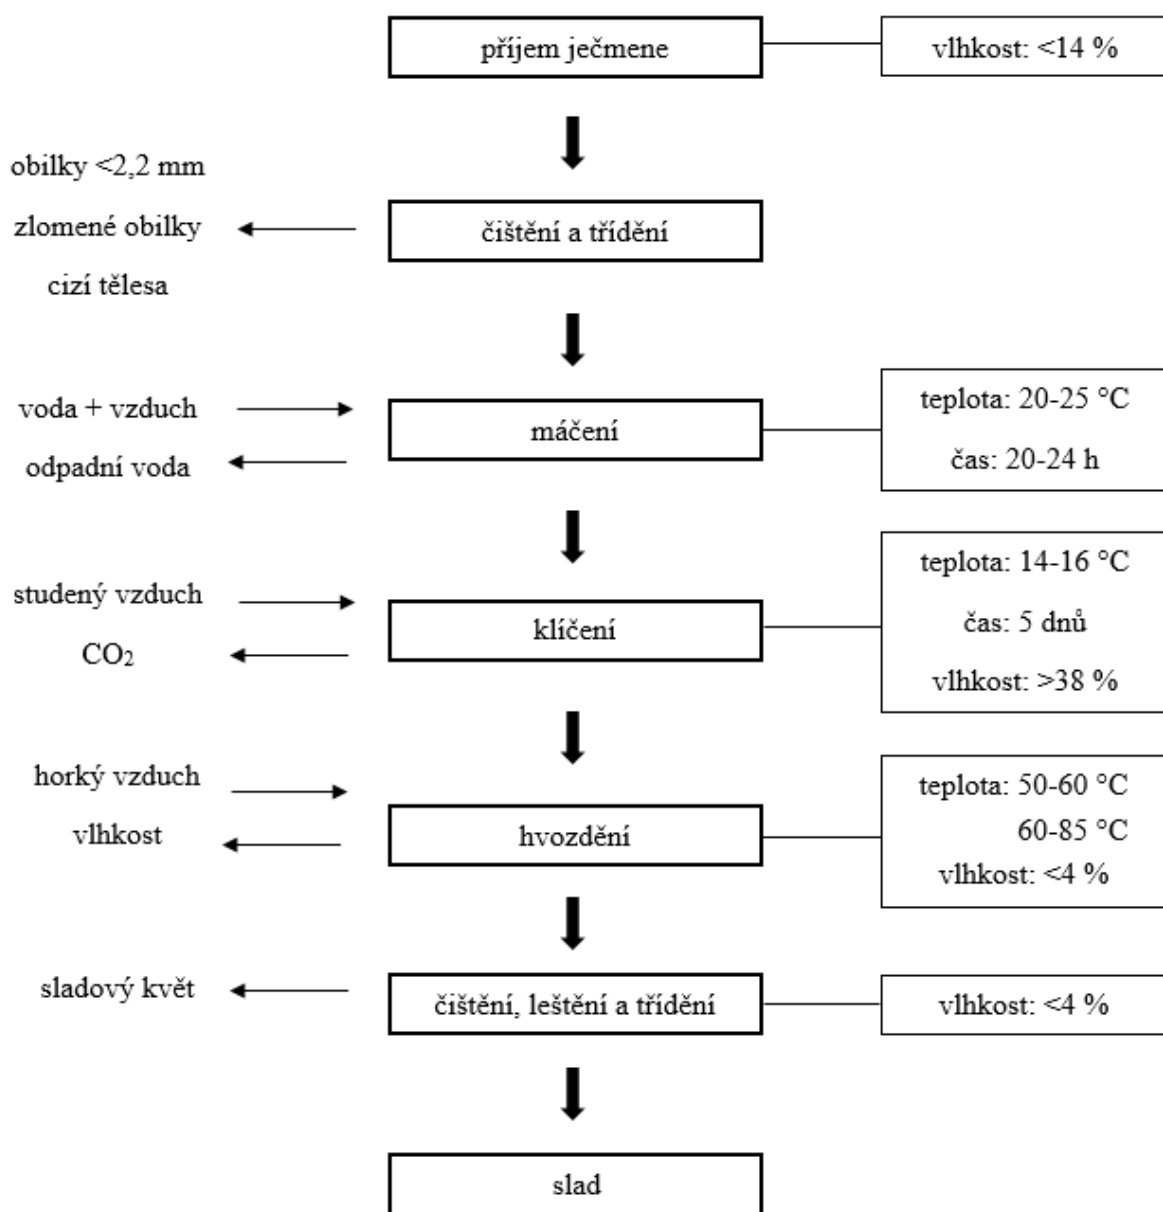 příjem ječmene
vlhkost: <14 %
obilky <2,2 mm
zlomené obilky
cizí tělesa
čištění a třídění
voda + vzduch
odpadní voda
máčení
teplota: 20-25 °C
čas: 20-24 h
studený vzduch
CO₂
klíčení
teplota: 14-16 °C
čas: 5 dnů
vlhkost: >38 %
horký vzduch
vlhkost
hvozdění
teplota: 50-60 °C
60-85 °C
vlhkost: <4 %
sladový květ
čištění, leštění a třídění
vlhkost: <4 %
slad